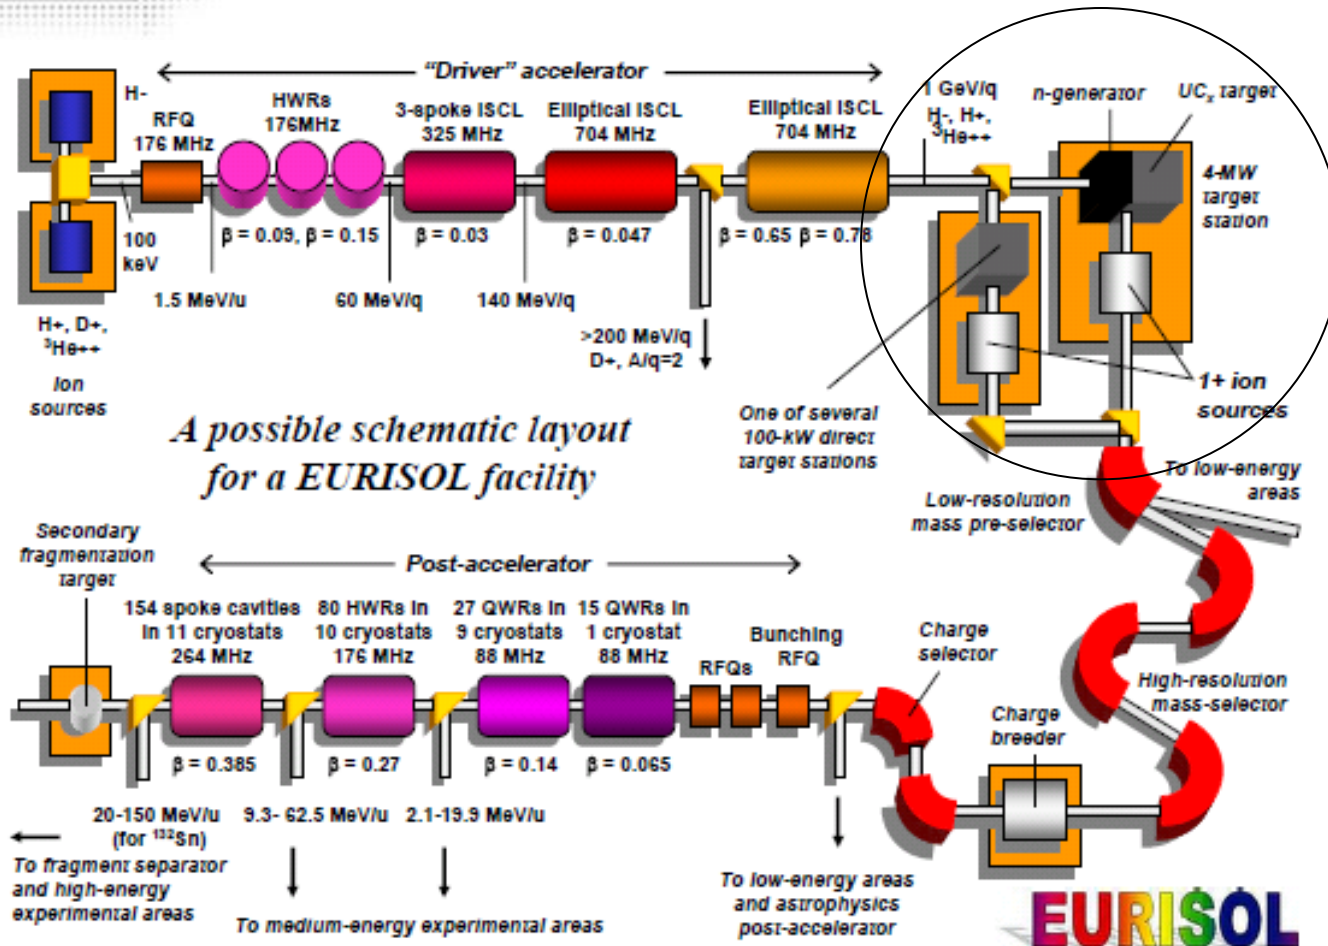 "Driver" accelerator
H-
RFQ
176 MHz
HWRs
176MHz
3-spoke ISCL
325 MHz
Elliptical ISCL
704 MHz
Elliptical ISCL
704 MHz
1 GeV/q
H-, H+,
³He++
n-generator
UCₓ target
4-MW
target
station
100
keV
β = 0.09, β = 0.15
β = 0.03
β = 0.047
β = 0.65 β = 0.78
1.5 MeV/u
60 MeV/q
140 MeV/q
>200 MeV/q
D+, A/q=2
H+, D+,
³He++
Ion
sources
One of several
100-kW direct
target stations
1+ ion
sources
A possible schematic layout
for a EURISOL facility
Low-resolution
mass pre-selector
To low-energy
areas
Secondary
fragmentation
target
Post-accelerator
154 spoke cavities
in 11 cryostats
264 MHz
80 HWRs in
10 cryostats
176 MHz
27 QWRs in
9 cryostats
88 MHz
15 QWRs in
1 cryostat
88 MHz
RFQs
Bunching
RFQ
Charge
selector
High-resolution
mass-selector
Charge
breeder
β = 0.385
β = 0.27
β = 0.14
β = 0.065
20-150 MeV/u
(for ¹³²Sn)
9.3- 62.5 MeV/u
2.1-19.9 MeV/u
To fragment separator
and high-energy
experimental areas
To medium-energy experimental areas
To low-energy areas
and astrophysics
post-accelerator
EURISOL